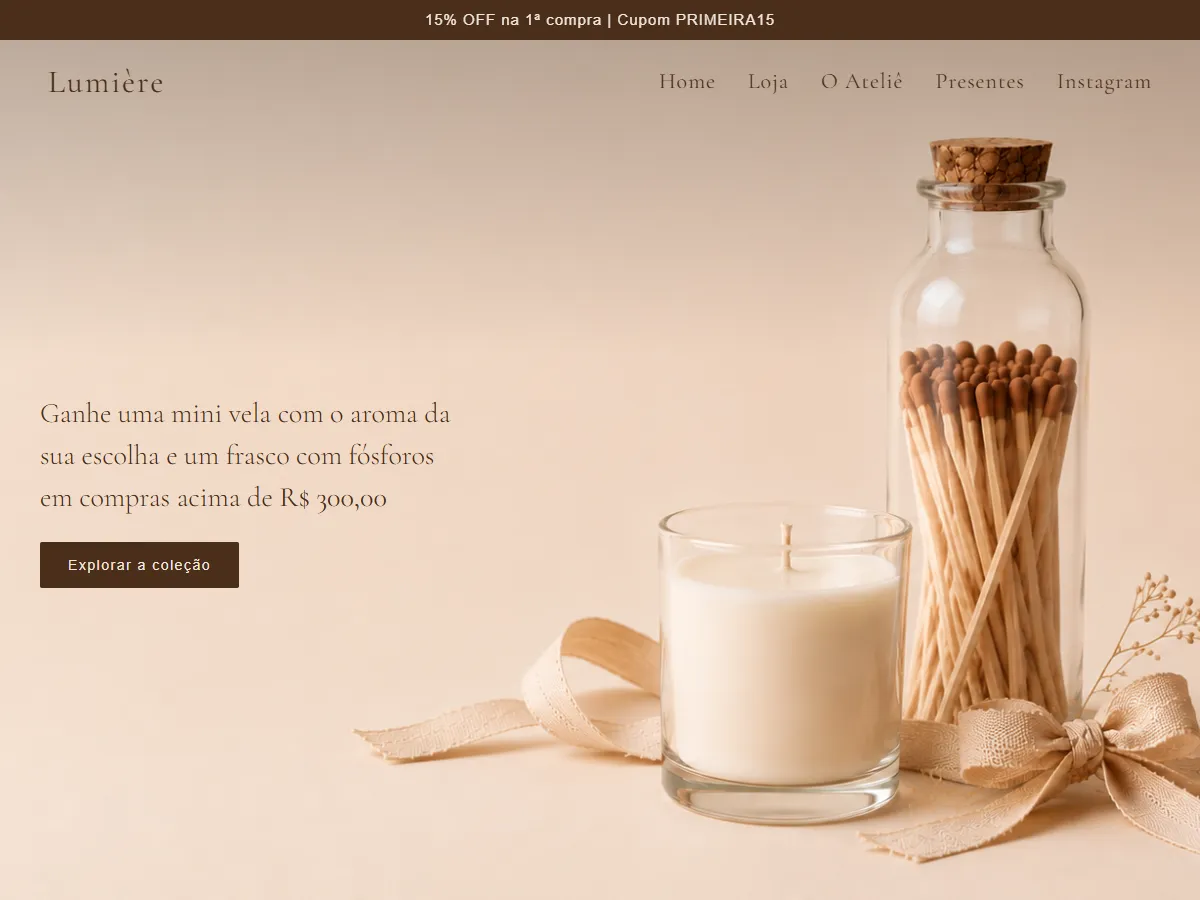 15% OFF na 1ª compra | Cupom PRIMEIRA15
Lumière
Home Loja O Ateliê Presentes Instagram
Ganhe uma mini vela com o aroma da
sua escolha e um frasco com fósforos
em compras acima de R$ 300,00
Explorar a coleção